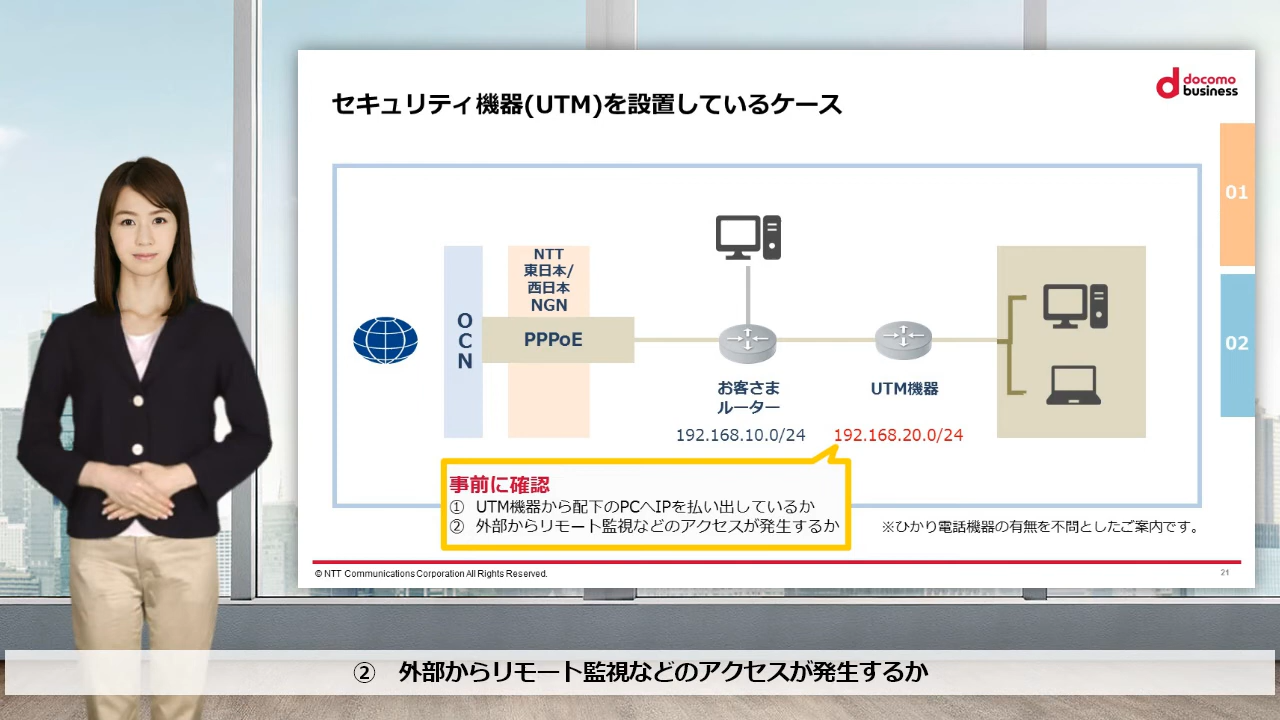 セキュリティ機器(UTM)を設置しているケース
docomo
business
01
02
NTT
東日本/
西日本
NGN
OCN
PPPoE
お客さま
ルーター
UTM機器
192.168.10.0/24
192.168.20.0/24
事前に確認
① UTM機器から配下のPCへIPを払い出しているか
② 外部からリモート監視などのアクセスが発生するか
※ひかり電話機器の有無を不問としたご案内です。
© NTT Communications Corporation All Rights Reserved.
21
② 外部からリモート監視などのアクセスが発生するか